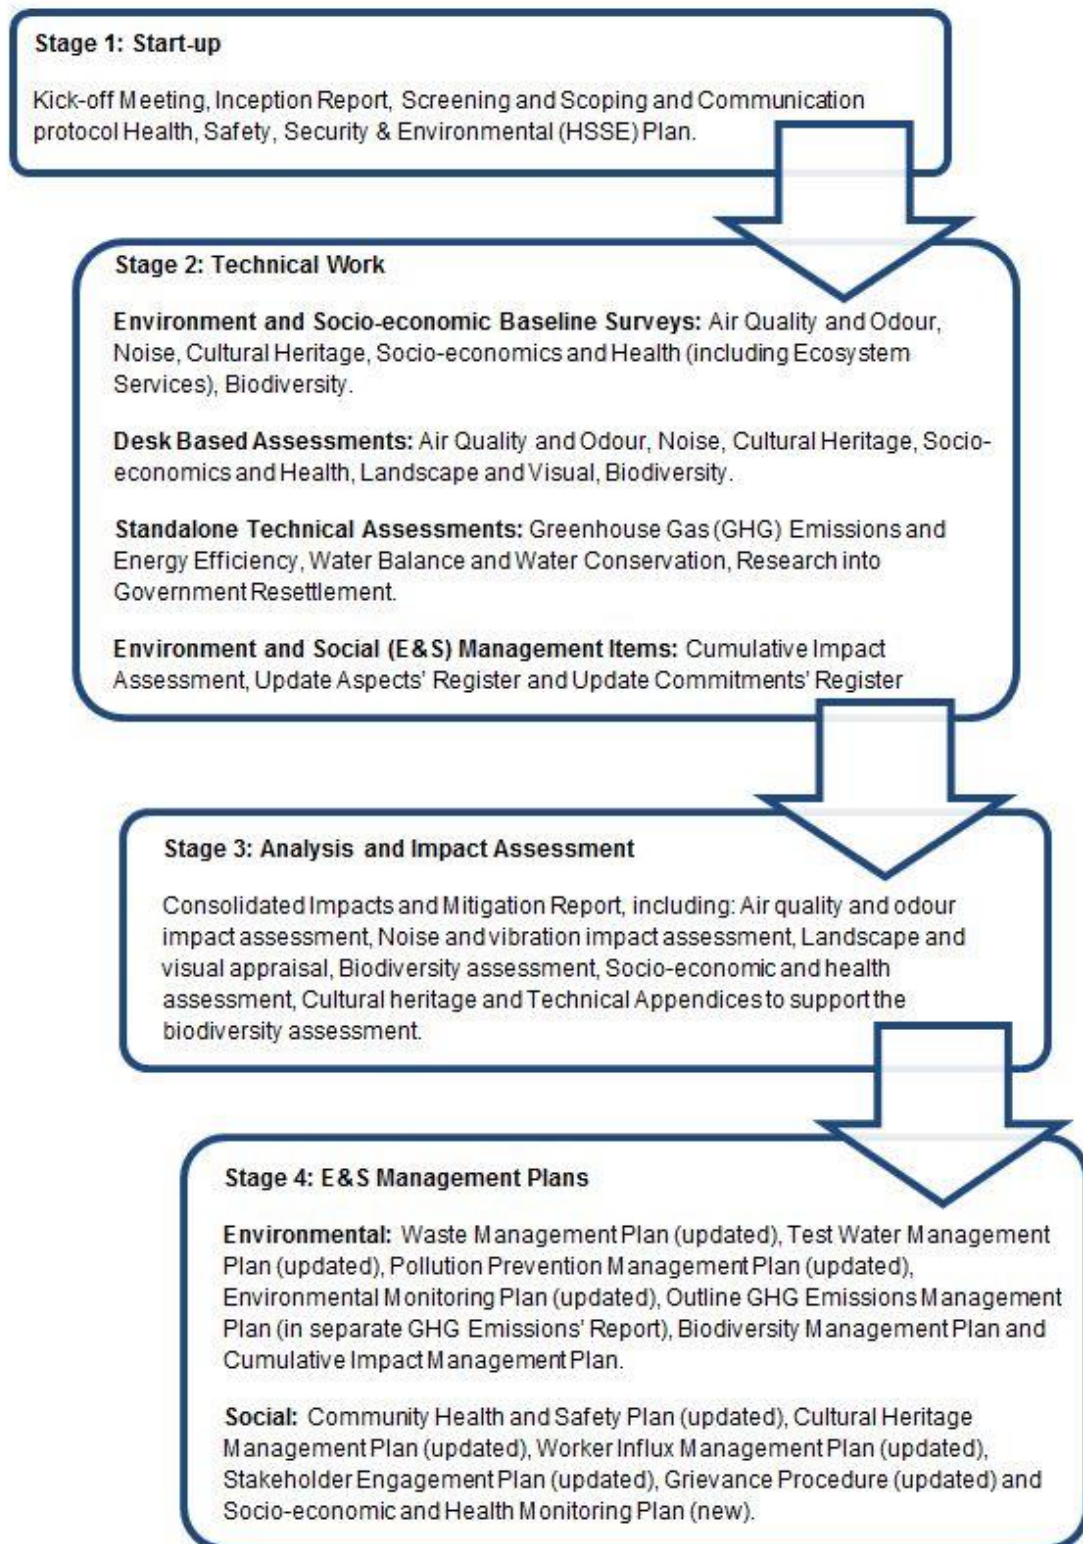 Stage 1: Start-up
Kick-off Meeting, Inception Report, Screening and Scoping and Communication
protocol Health, Safety, Security & Environmental (HSSE) Plan.
Stage 2: Technical Work
Environment and Socio-economic Baseline Surveys: Air Quality and Odour,
Noise, Cultural Heritage, Socio-economics and Health (including Ecosystem
Services), Biodiversity.
Desk Based Assessments: Air Quality and Odour, Noise, Cultural Heritage, Socio-
economics and Health, Landscape and Visual, Biodiversity.
Standalone Technical Assessments: Greenhouse Gas (GHG) Emissions and
Energy Efficiency, Water Balance and Water Conservation, Research into
Government Resettlement.
Environment and Social (E&S) Management Items: Cumulative Impact
Assessment, Update Aspects' Register and Update Commitments' Register
Stage 3: Analysis and Impact Assessment
Consolidated Impacts and Mitigation Report, including: Air quality and odour
impact assessment, Noise and vibration impact assessment, Landscape and
visual appraisal, Biodiversity assessment, Socio-economic and health
assessment, Cultural heritage and Technical Appendices to support the
biodiversity assessment.
Stage 4: E&S Management Plans
Environmental: Waste Management Plan (updated), Test Water Management
Plan (updated), Pollution Prevention Management Plan (updated),
Environmental Monitoring Plan (updated), Outline GHG Emissions Management
Plan (in separate GHG Emissions' Report), Biodiversity Management Plan and
Cumulative Impact Management Plan.
Social: Community Health and Safety Plan (updated), Cultural Heritage
Management Plan (updated), Worker Influx Management Plan (updated),
Stakeholder Engagement Plan (updated), Grievance Procedure (updated) and
Socio-economic and Health Monitoring Plan (new).